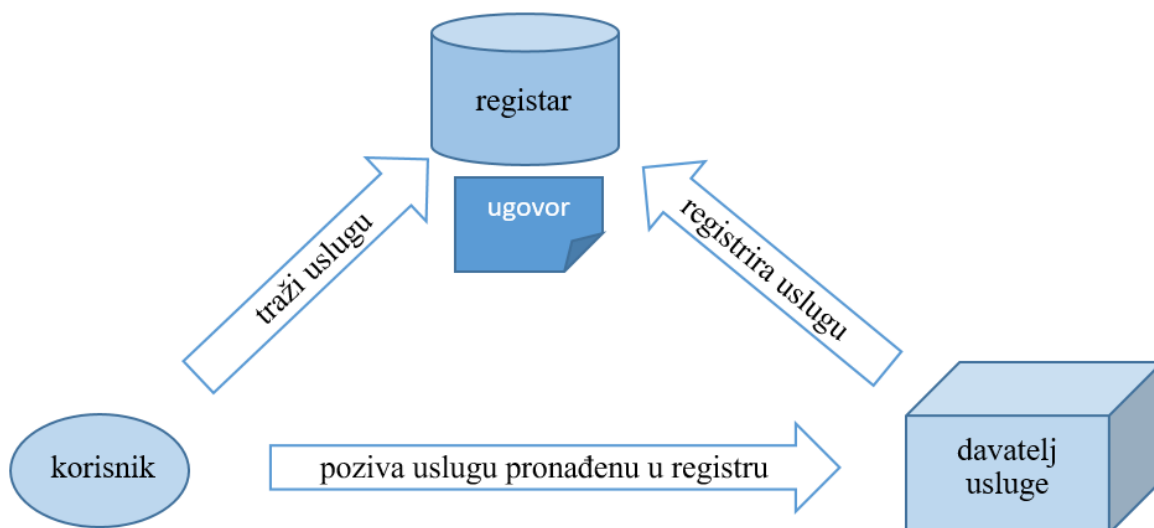 registar
ugovor
traži uslugu
registrira uslugu
korisnik
poziva uslugu pronađenu u registru
davatelj
usluge